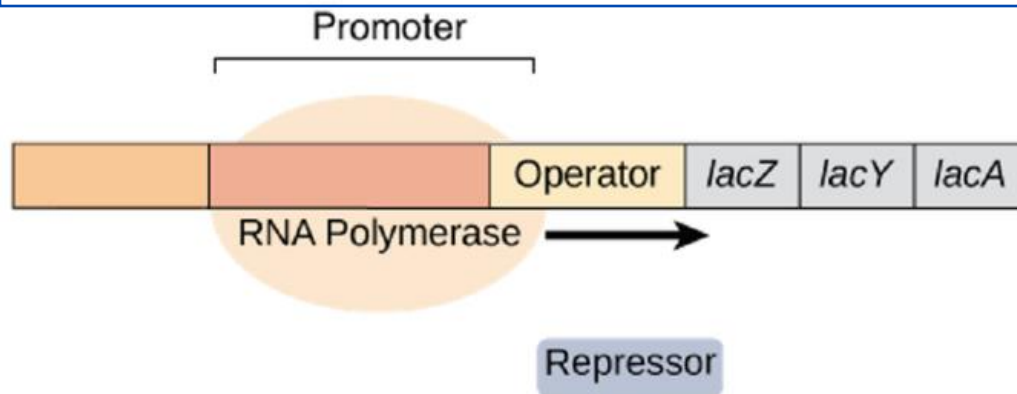 Promoter
Operator lacZ lacY lacA
RNA Polymerase
Repressor